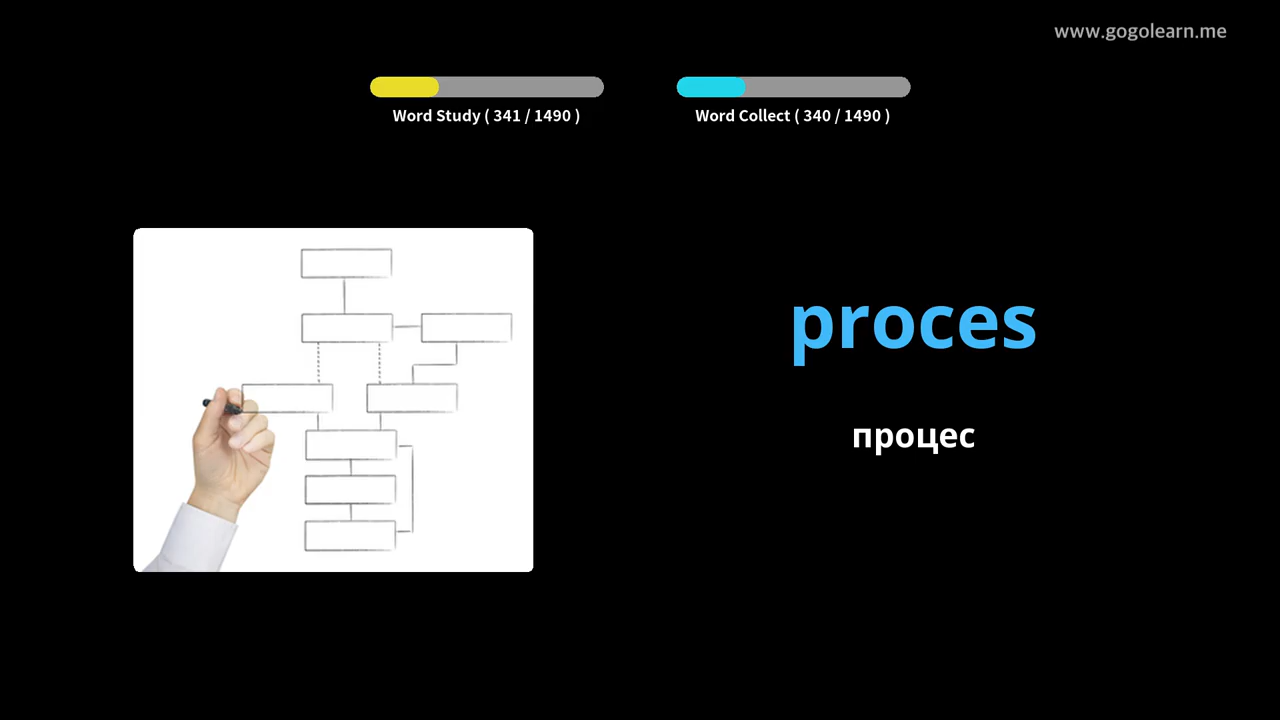 www.gogolearn.me
Word Study ( 341 / 1490 )
Word Collect ( 340 / 1490 )
proces
процес